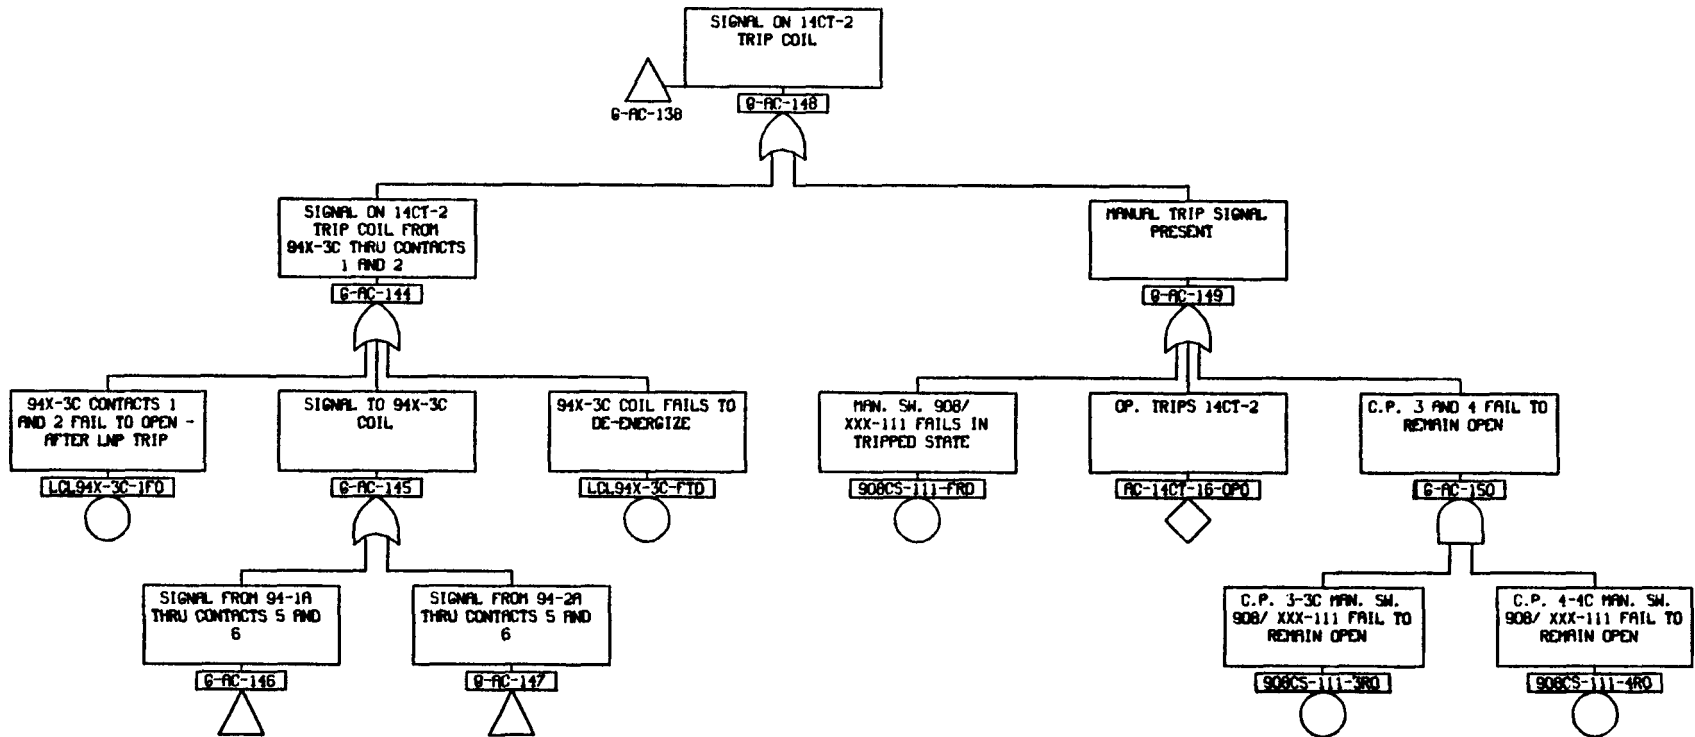 SIGNAL ON 14CT-2
TRIP COIL
G-AC-138
G-AC-148
SIGNAL ON 14CT-2
TRIP COIL FROM
94X-3C THRU CONTACTS
1 AND 2
G-AC-144
MANUAL TRIP SIGNAL
PRESENT
G-AC-149
94X-3C CONTACTS 1
AND 2 FAIL TO OPEN -
AFTER LNP TRIP
LCL94X-3C-1FO
SIGNAL TO 94X-3C
COIL
G-AC-145
94X-3C COIL FAILS TO
DE-ENERGIZE
LCL94X-3C-FTD
MAN. SW. 908/
XXX-111 FAILS IN
TRIPPED STATE
908CS-111-FRD
OP. TRIPS 14CT-2
AC-14CT-16-OPO
C.P. 3 AND 4 FAIL TO
REMAIN OPEN
G-AC-150
SIGNAL FROM 94-1A
THRU CONTACTS 5 AND
6
G-AC-146
SIGNAL FROM 94-2A
THRU CONTACTS 5 AND
6
G-AC-147
C.P. 3-3C MAN. SW.
908/ XXX-111 FAIL TO
REMAIN OPEN
908CS-111-3RO
C.P. 4-4C MAN. SW.
908/ XXX-111 FAIL TO
REMAIN OPEN
908CS-111-4RO